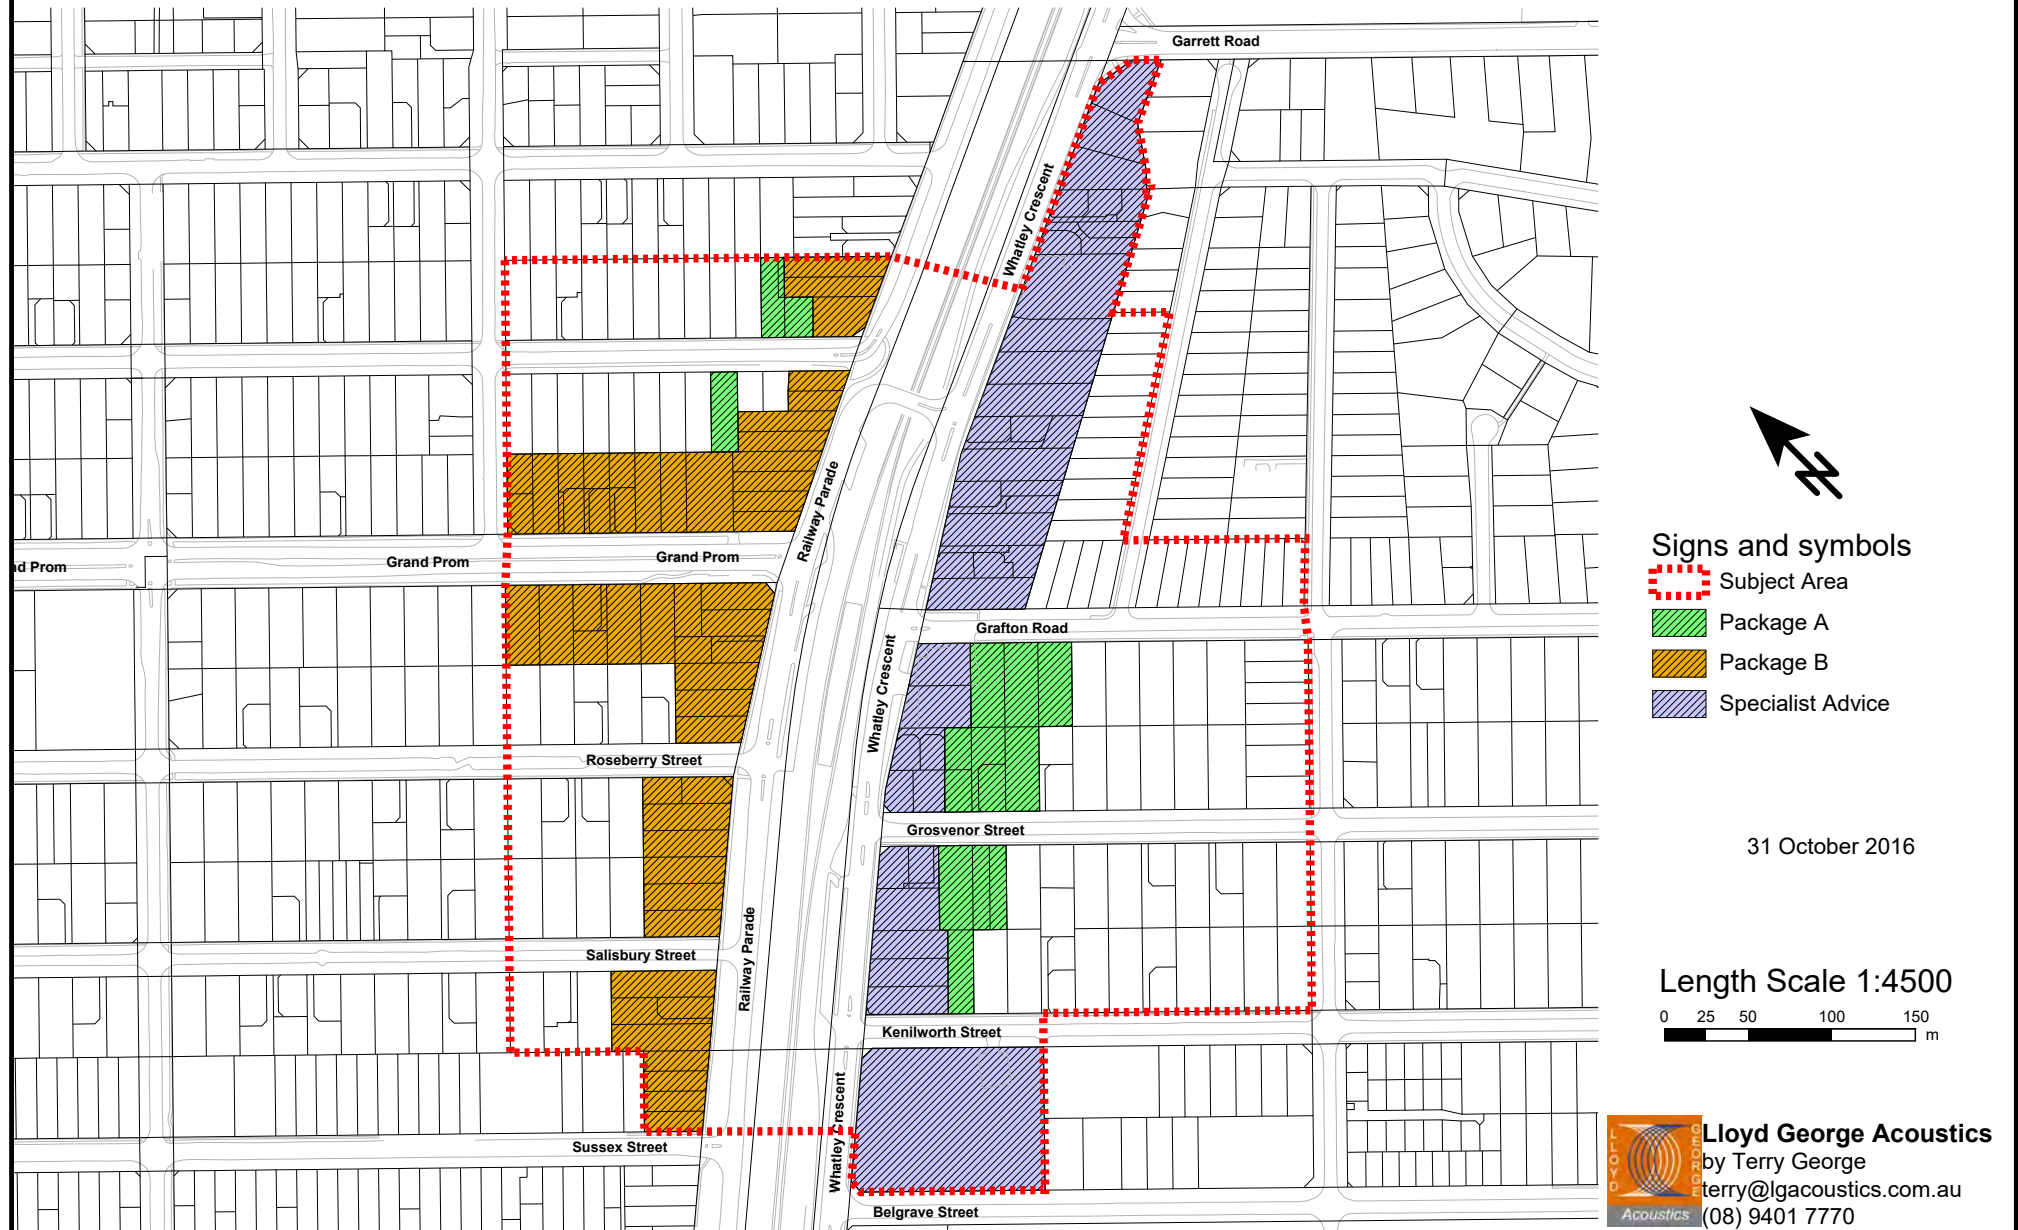 Garrett Road
Whatley Crescent
Railway Parade
nd Prom
Grand Prom
Grand Prom
Grafton Road
Whatley Crescent
Roseberry Street
Grosvenor Street
Railway Parade
Salisbury Street
Kenilworth Street
Whatley Crescent
Sussex Street
Belgrave Street
Signs and symbols
Subject Area
Package A
Package B
Specialist Advice
31 October 2016
Length Scale 1:4500
0 25 50 100 150
m
LLOYD GEORGE
Acoustics
Lloyd George Acoustics
by Terry George
terry@lgacoustics.com.au
(08) 9401 7770